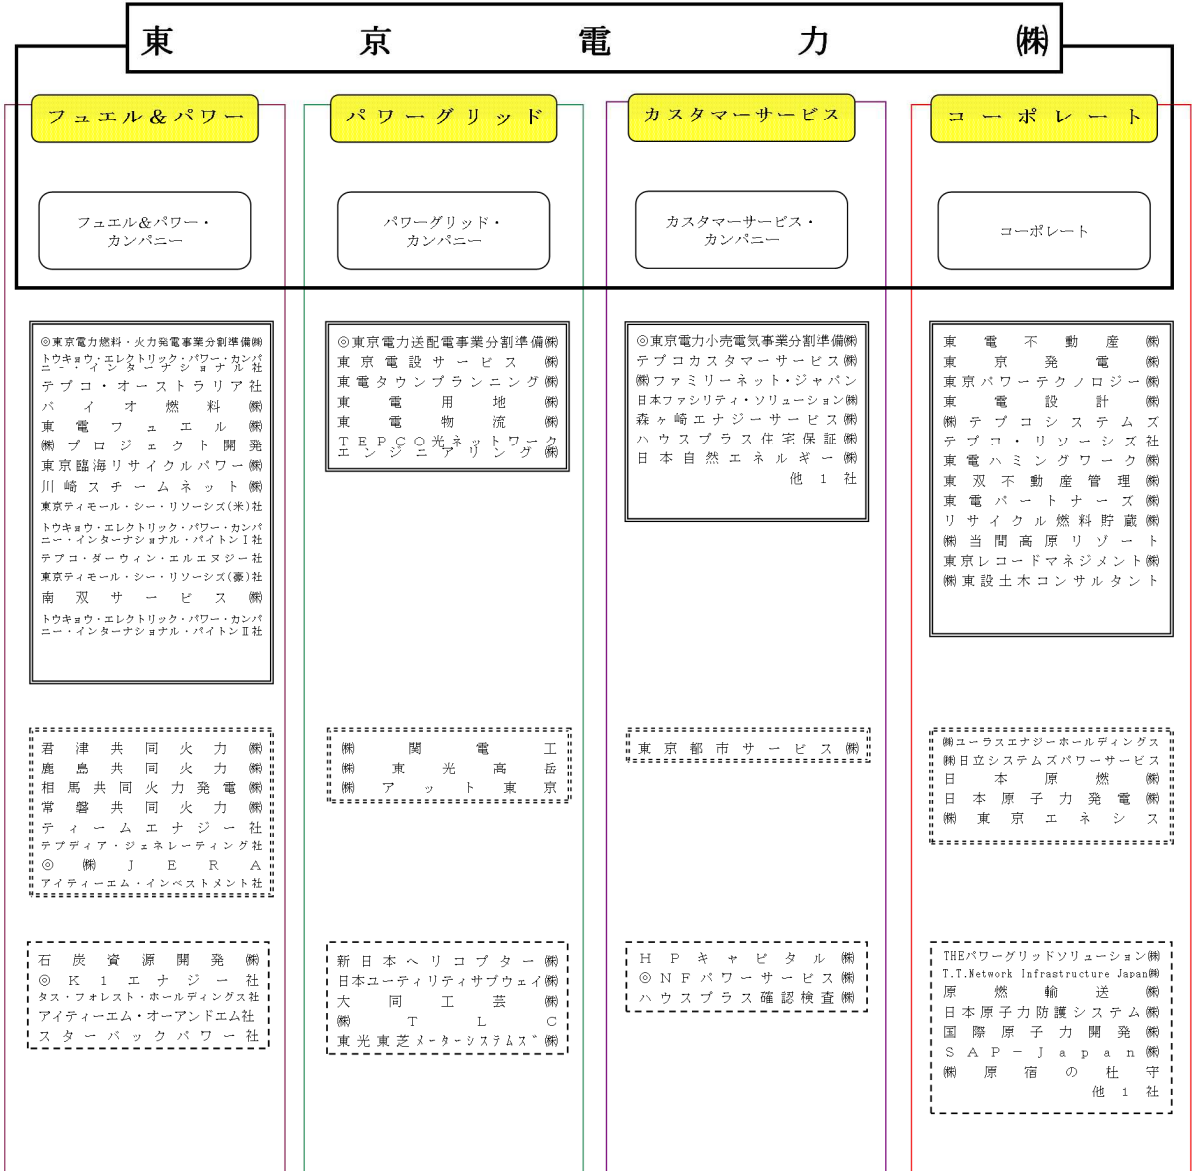 東京電力㈱
フュエル&パワー
フュエル&パワー・
カンパニー
◎東京電力燃料・火力発電事業分割準備㈱
トウキョウ・エレクトリック・パワー・カンパ
ニー・インターナショナル社
テプコ・オーストラリア社
バイオ燃料㈱
東電フュエル㈱
㈱プロジェクト開発
東京臨海リサイクルパワー㈱
川崎スチームネット㈱
東京ティモール・シー・リソーシズ(米)社
トウキョウ・エレクトリック・パワー・カンパ
ニー・インターナショナル・パイトンⅠ社
テプコ・ダーウィン・エルエヌジー社
東京ティモール・シー・リソーシズ(豪)社
南双サービス㈱
トウキョウ・エレクトリック・パワー・カンパ
ニー・インターナショナル・パイトンⅡ社
君津共同火力㈱
鹿島共同火力㈱
相馬共同火力発電㈱
常磐共同火力㈱
ティームエナジー社
テプディア・ジェネレーティング社
◎㈱JERA
アイティーエム・インベストメント社
石炭資源開発㈱
◎K1エナジー社
タス・フォレスト・ホールディングス社
アイティーエム・オーアンドエム社
スターバックパワー社
パワーグリッド
パワーグリッド・
カンパニー
◎東京電力送配電事業分割準備㈱
東京電設サービス㈱
東電タウンプランニング㈱
東電用地㈱
東電物流㈱
TEPCO光ネットワーク
エンジニアリング㈱
㈱関電工
㈱東光高岳
㈱アット東京
新日本ヘリコプター㈱
日本ユーティリティサブウェイ㈱
大同工芸㈱
㈱TLC
東光東芝ﾒｰﾀｰｼｽﾃﾑｽﾞ㈱
カスタマーサービス
カスタマーサービス・
カンパニー
◎東京電力小売電気事業分割準備㈱
テプコカスタマーサービス㈱
㈱ファミリーネット・ジャパン
日本ファシリティ・ソリューション㈱
森ヶ崎エナジーサービス㈱
ハウスプラス住宅保証㈱
日本自然エネルギー㈱
他1社
東京都市サービス㈱
HPキャピタル㈱
◎NFパワーサービス㈱
ハウスプラス確認検査㈱
コーポレート
コーポレート
東電不動産㈱
東京発電㈱
東京パワーテクノロジー㈱
東電設計㈱
㈱テプコシステムズ
テプコ・リソーシズ社
東電ハミングワーク㈱
東双不動産管理㈱
東電パートナーズ㈱
リサイクル燃料貯蔵㈱
㈱当間高原リゾート
東京レコードマネジメント㈱
㈱東設土木コンサルタント
㈱ユーラスエナジーホールディングス
㈱日立システムズパワーサービス
日本原燃㈱
日本原子力発電㈱
㈱東京エネシス
THEパワーグリッドソリューション㈱
T.T.Network Infrastructure Japan㈱
原燃輸送㈱
日本原子力防護システム㈱
国際原子力開発㈱
SAP-Japan㈱
㈱原宿の杜守
他1社